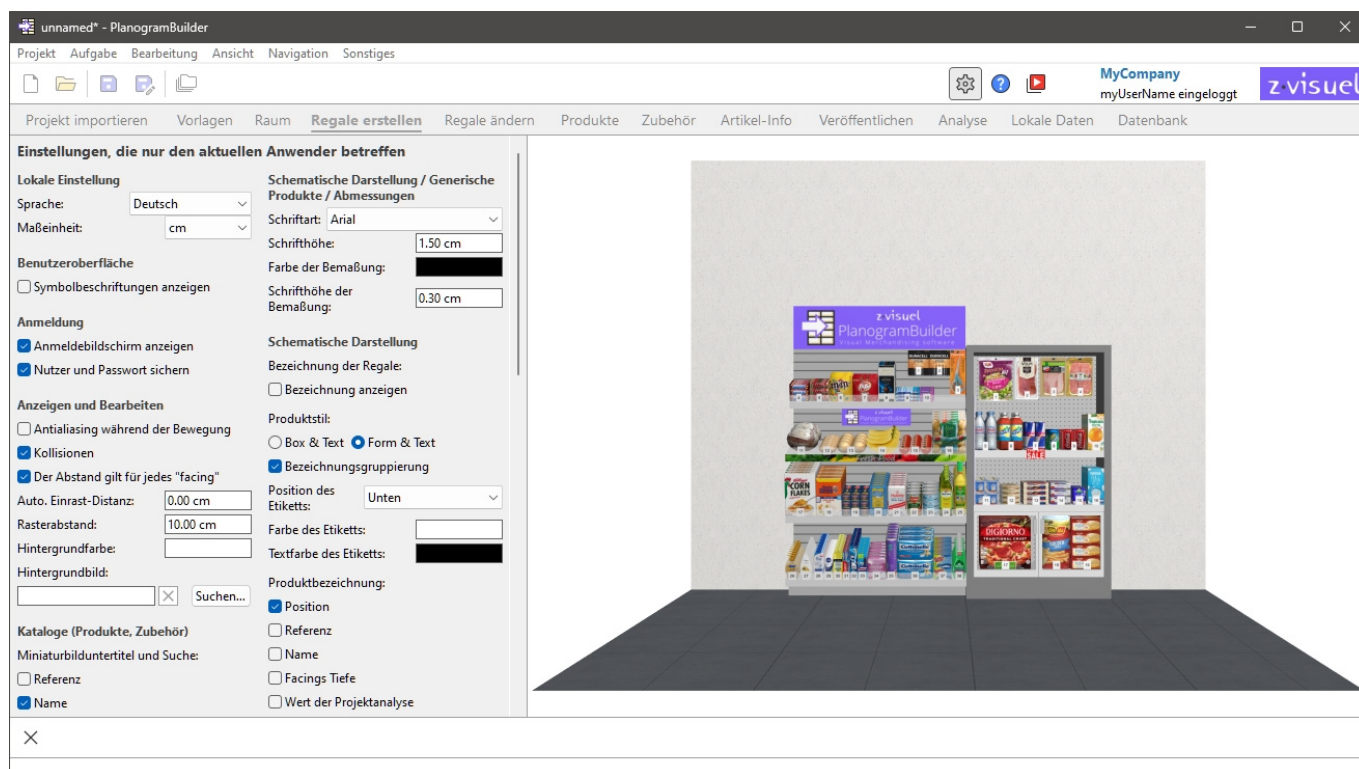 unnamed* - PlanogramBuilder
Projekt Aufgabe Bearbeitung Ansicht Navigation Sonstiges
MyCompany
myUserName eingeloggt
z·visuel
Projekt importieren Vorlagen Raum Regale erstellen Regale ändern Produkte Zubehör Artikel-Info Veröffentlichen Analyse Lokale Daten Datenbank
Einstellungen, die nur den aktuellen Anwender betreffen
Lokale Einstellung
Sprache: Deutsch
Maßeinheit: cm
Benutzeroberfläche
Symbolbeschriftungen anzeigen
Anmeldung
Anmeldebildschirm anzeigen
Nutzer und Passwort sichern
Anzeigen und Bearbeiten
Antialiasing während der Bewegung
Kollisionen
Der Abstand gilt für jedes "facing"
Auto. Einrast-Distanz: 0.00 cm
Rasterabstand: 10.00 cm
Hintergrundfarbe:
Hintergrundbild:
Suchen...
Kataloge (Produkte, Zubehör)
Miniaturbilduntertitel und Suche:
Referenz
Name
Schematische Darstellung / Generische
Produkte / Abmessungen
Schriftart: Arial
Schrifthöhe: 1.50 cm
Farbe der Bemaßung:
Schrifthöhe der
Bemaßung:
0.30 cm
Schematische Darstellung
Bezeichnung der Regale:
Bezeichnung anzeigen
Produktstil:
Box & Text Form & Text
Bezeichnungsgruppierung
Position des
Etiketts:
Unten
Farbe des Etiketts:
Textfarbe des Etiketts:
Produktbezeichnung:
Position
Referenz
Name
Facings Tiefe
Wert der Projektanalyse
z·visuel
PlanogramBuilder
Visual Merchandising software
z·visuel
PlanogramBuilder
CORN
FLAKES
DIGIORNO